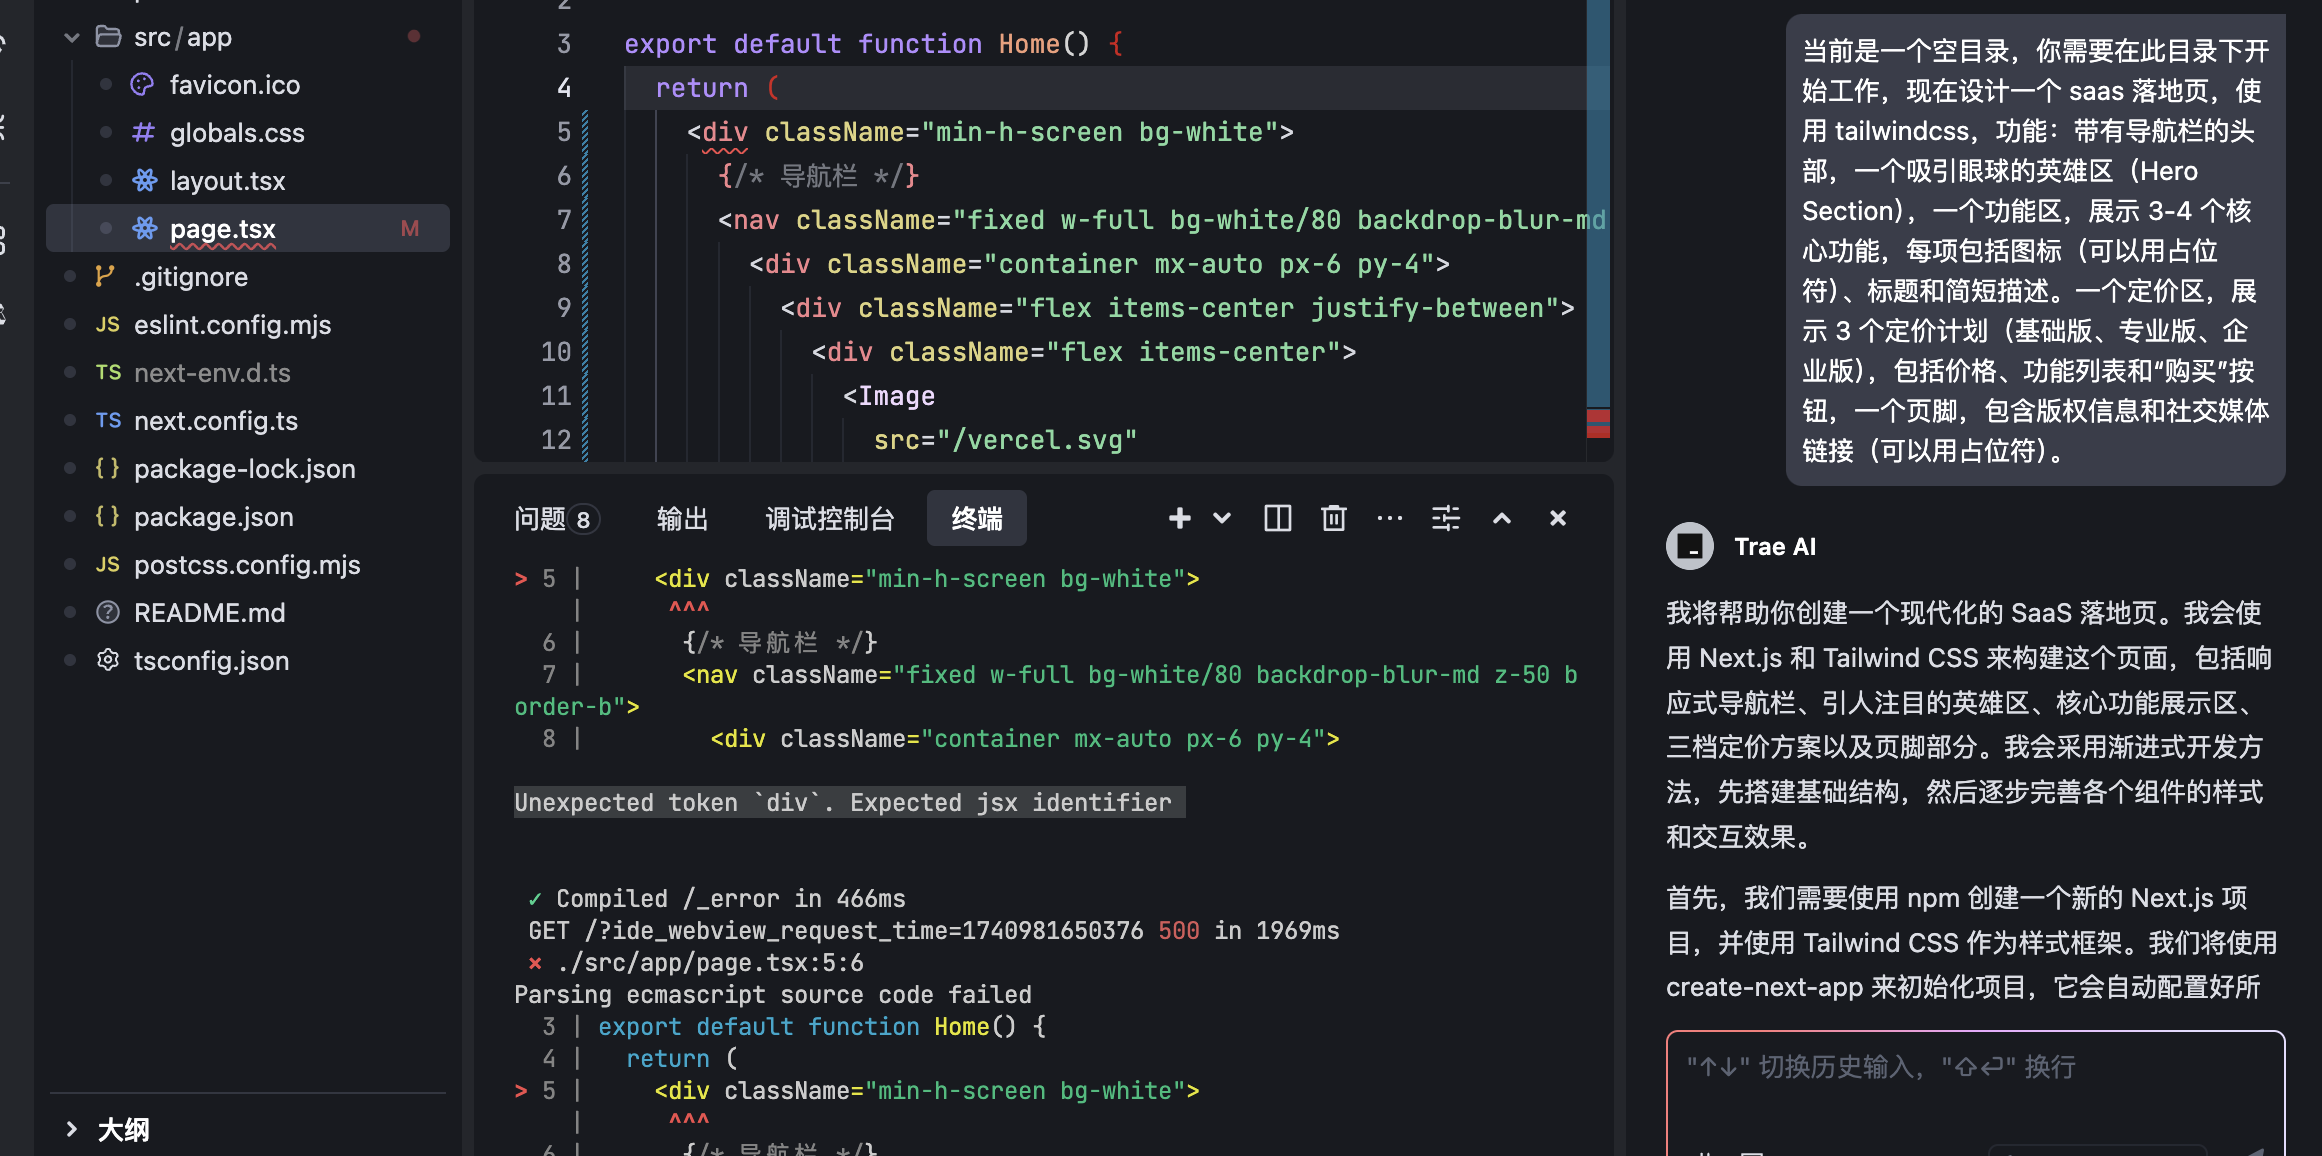 src/app
favicon.ico
# globals.css
layout.tsx
page.tsx M
.gitignore
JS eslint.config.mjs
TS next-env.d.ts
TS next.config.ts
{} package-lock.json
{} package.json
JS postcss.config.mjs
README.md
tsconfig.json
大纲
2
3 export default function Home() {
4 return (
5 <div className="min-h-screen bg-white">
6 {/* 导航栏 */}
7 <nav className="fixed w-full bg-white/80 backdrop-blur-md
8 <div className="container mx-auto px-6 py-4">
9 <div className="flex items-center justify-between">
10 <div className="flex items-center">
11 <Image
12 src="/vercel.svg"
问题 8 输出 调试控制台 终端
> 5 | <div className="min-h-screen bg-white">
| ^^^
6 | {/* 导航栏 */}
7 | <nav className="fixed w-full bg-white/80 backdrop-blur-md z-50 b
order-b">
8 | <div className="container mx-auto px-6 py-4">
Unexpected token `div`. Expected jsx identifier
✓ Compiled /_error in 466ms
GET /?ide_webview_request_time=1740981650376 500 in 1969ms
× ./src/app/page.tsx:5:6
Parsing ecmascript source code failed
3 | export default function Home() {
4 | return (
> 5 | <div className="min-h-screen bg-white">
| ^^^
6 | {/* 导航栏 */}
当前是一个空目录，你需要在此目录下开
始工作，现在设计一个 saas 落地页，使
用 tailwindcss，功能：带有导航栏的头
部，一个吸引眼球的英雄区（Hero
Section），一个功能区，展示 3-4 个核
心功能，每项包括图标（可以用占位
符）、标题和简短描述。一个定价区，展
示 3 个定价计划（基础版、专业版、企
业版），包括价格、功能列表和“购买”按
钮，一个页脚，包含版权信息和社交媒体
链接（可以用占位符）。
Trae AI
我将帮助你创建一个现代化的 SaaS 落地页。我会使
用 Next.js 和 Tailwind CSS 来构建这个页面，包括响
应式导航栏、引人注目的英雄区、核心功能展示区、
三档定价方案以及页脚部分。我会采用渐进式开发方
法，先搭建基础结构，然后逐步完善各个组件的样式
和交互效果。
首先，我们需要使用 npm 创建一个新的 Next.js 项
目，并使用 Tailwind CSS 作为样式框架。我们将使用
create-next-app 来初始化项目，它会自动配置好所
"↑↓" 切换历史输入，"⇧⏎" 换行